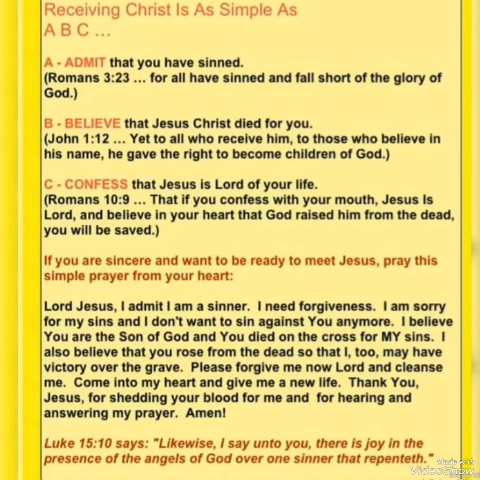 Receiving Christ Is As Simple As
A B C ...
A - ADMIT that you have sinned.
(Romans 3:23 ... for all have sinned and fall short of the glory of
God.)
B - BELIEVE that Jesus Christ died for you.
(John 1:12 ... Yet to all who receive him, to those who believe in
his name, he gave the right to become children of God.)
C - CONFESS that Jesus is Lord of your life.
(Romans 10:9 ... That if you confess with your mouth, Jesus Is
Lord, and believe in your heart that God raised him from the dead,
you will be saved.)
If you are sincere and want to be ready to meet Jesus, pray this
simple prayer from your heart:
Lord Jesus, I admit I am a sinner. I need forgiveness. I am sorry
for my sins and I don't want to sin against You anymore. I believe
You are the Son of God and You died on the cross for MY sins. I
also believe that you rose from the dead so that I, too, may have
victory over the grave. Please forgive me now Lord and cleanse
me. Come into my heart and give me a new life. Thank You,
Jesus, for shedding your blood for me and for hearing and
answering my prayer. Amen!
Luke 15:10 says: "Likewise, I say unto you, there is joy in the
presence of the angels of God over one sinner that repenteth."
VideoShow